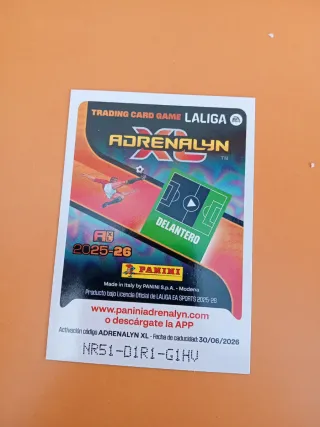 TRADING CARD GAME LALIGA EA
ADRENALYN
XL
TM
DELANTERO
2025-26
PANINI
Made in Italy by PANINI S.p.A. - Modena
Producto bajo Licencia Oficial de LALIGA EA SPORTS 2025-26
www.paniniadrenalyn.com
o descárgate la APP
Activación código ADRENALYN XL - Fecha de caducidad: 30/06/2026
NR51-D1R1-G1HV